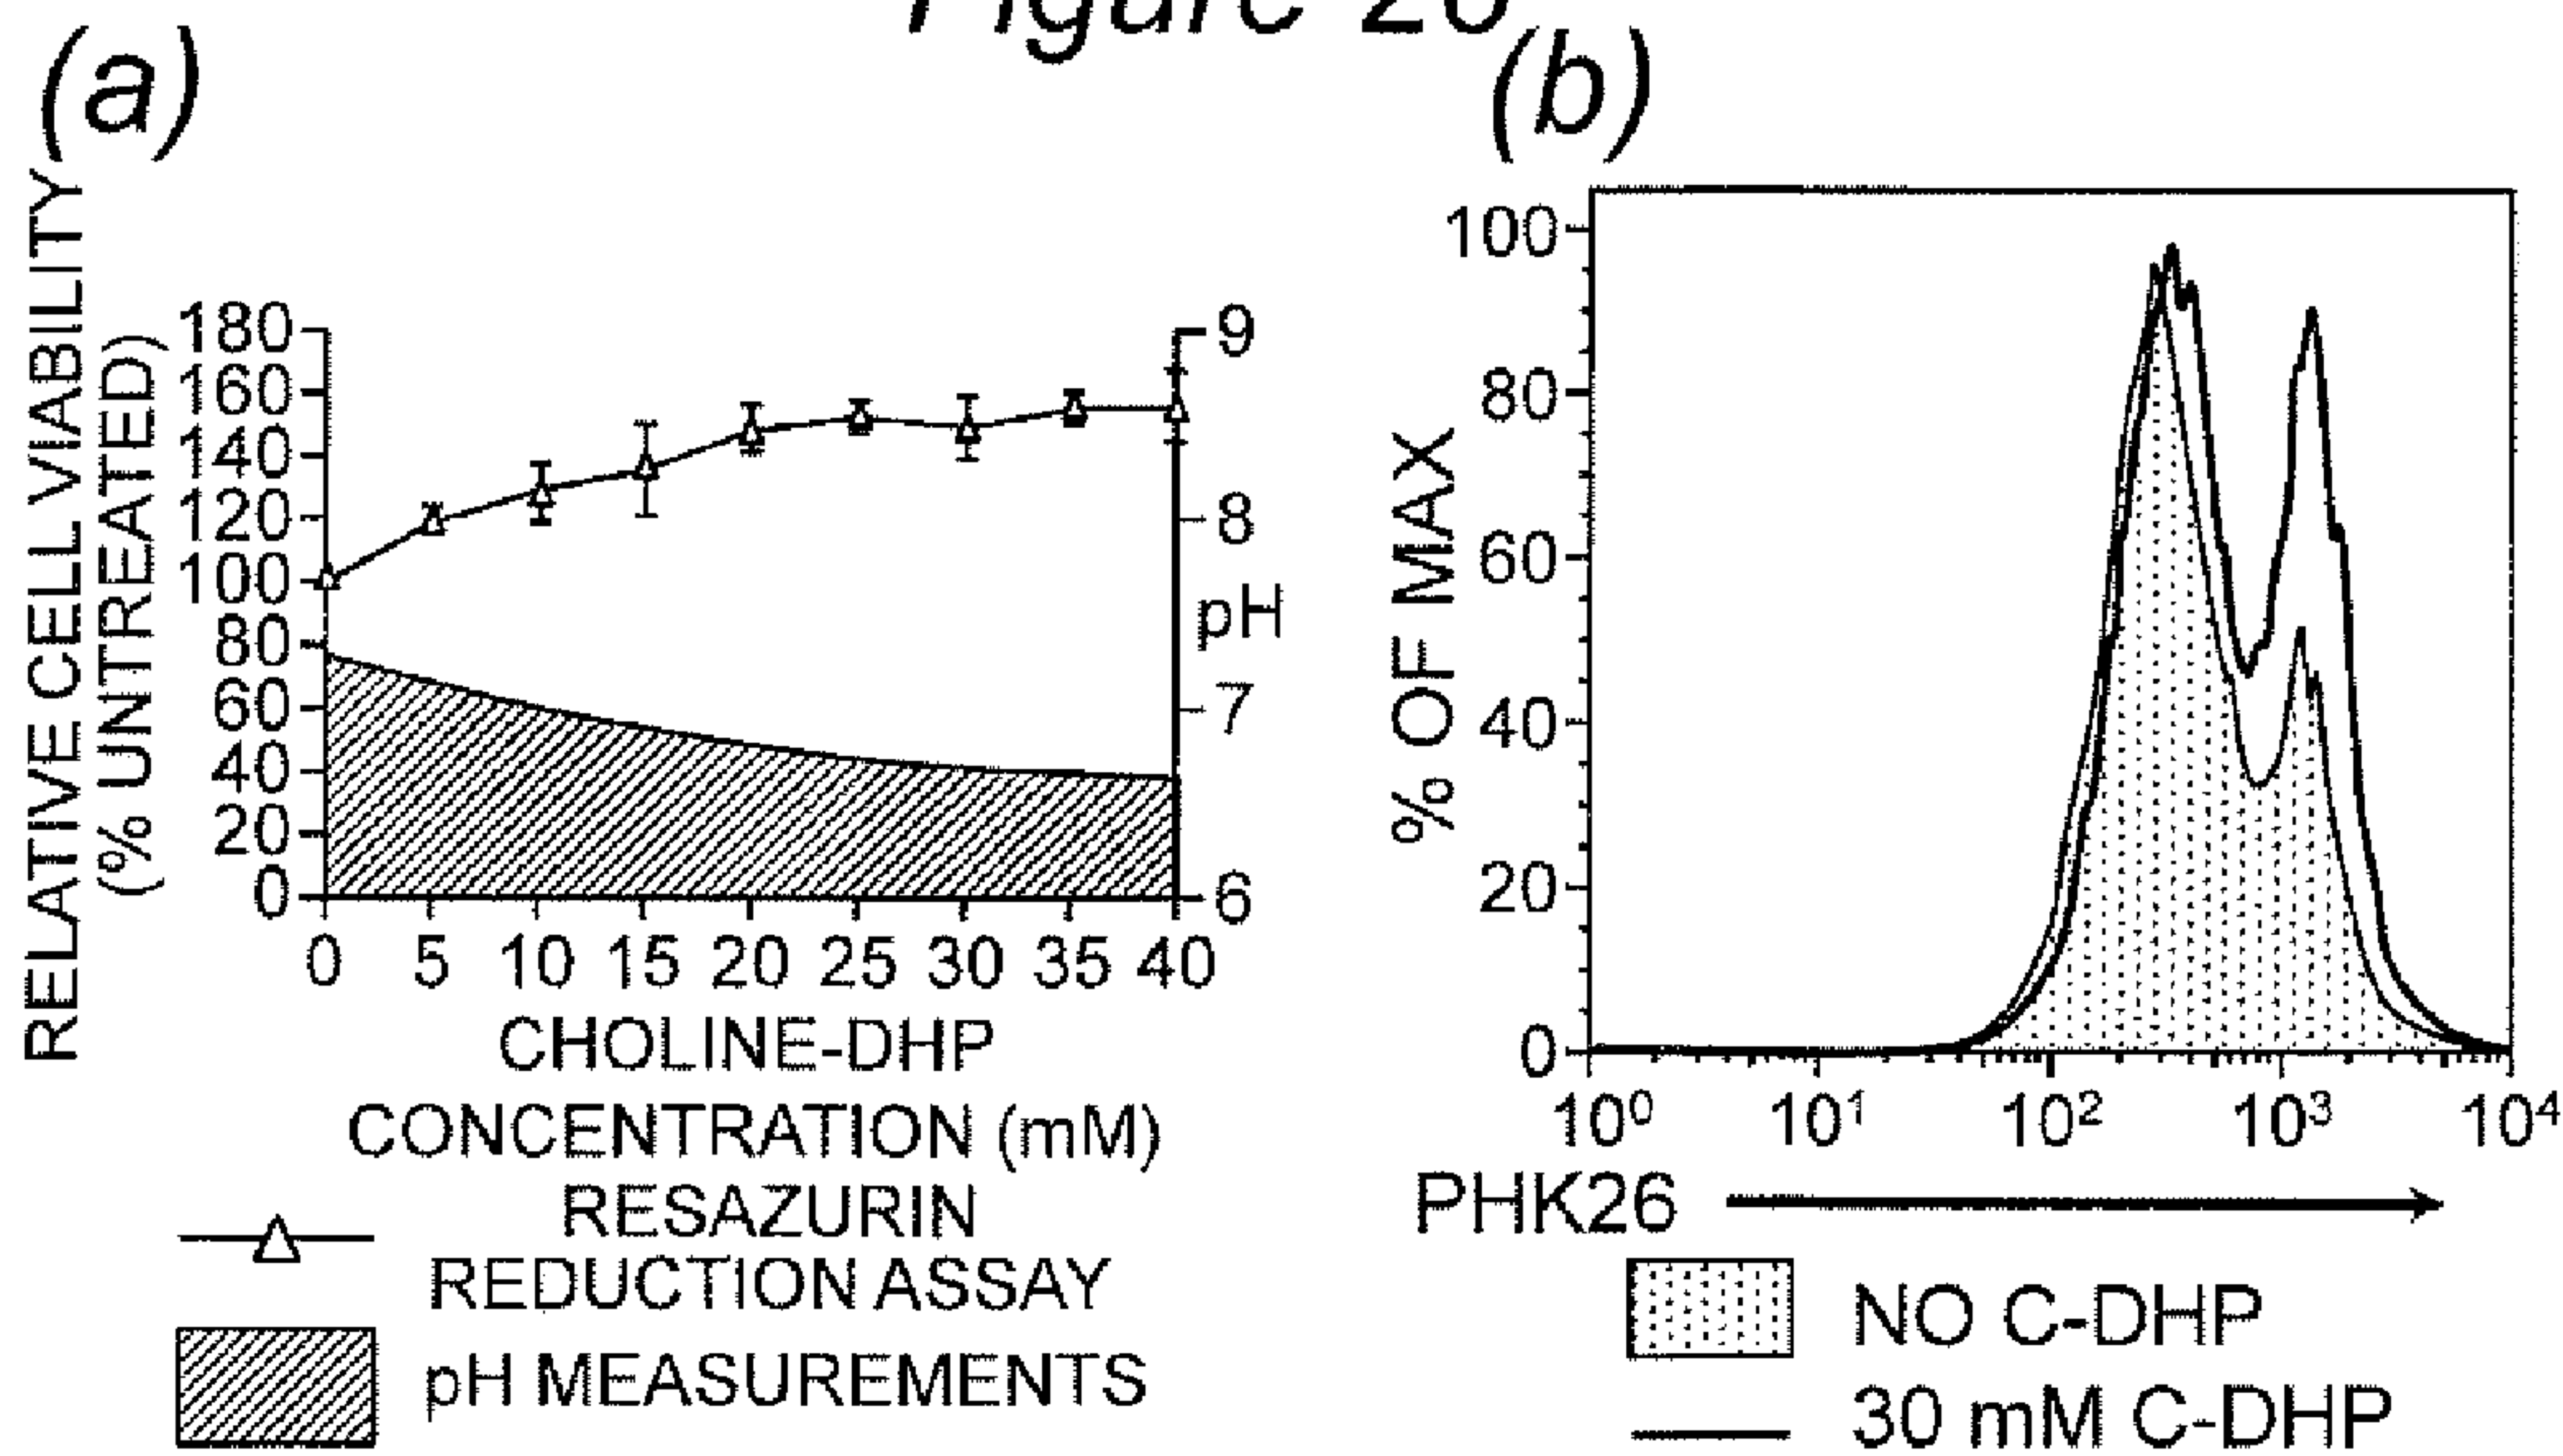 Figure 26
(a)
RELATIVE CELL VIABILITY
(% UNTREATED)
180
160
140
120
100
80
60
40
20
0
9
8
pH
7
6
0 5 10 15 20 25 30 35 40
CHOLINE-DHP
CONCENTRATION (mM)
RESAZURIN
REDUCTION ASSAY
pH MEASUREMENTS
(b)
% OF MAX
100
80
60
40
20
0
10⁰ 10¹ 10² 10³ 10⁴
PHK26
NO C-DHP
30 mM C-DHP